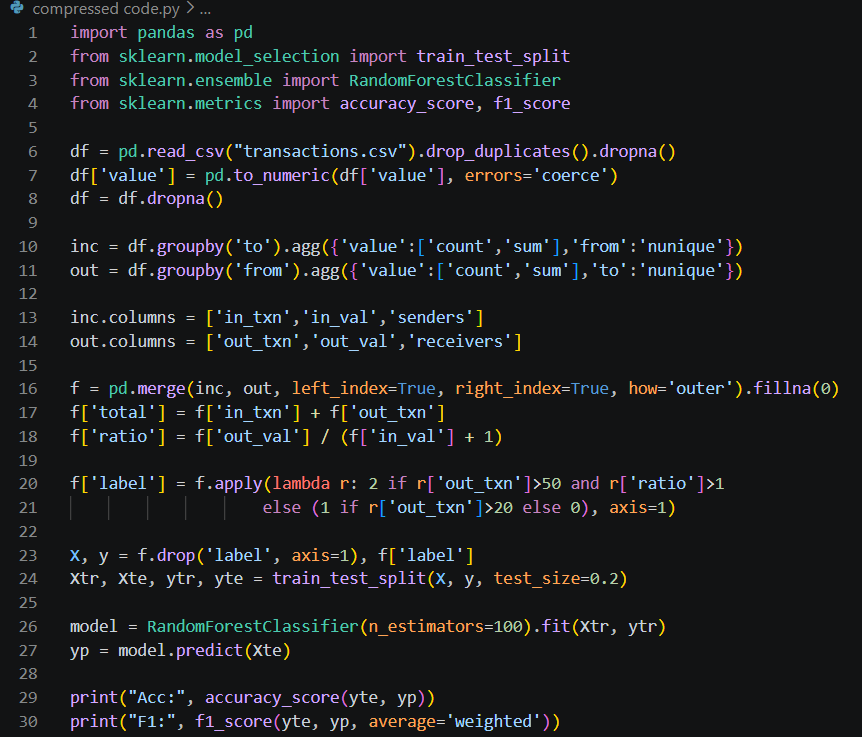 compressed code.py > ...
1 import pandas as pd
2 from sklearn.model_selection import train_test_split
3 from sklearn.ensemble import RandomForestClassifier
4 from sklearn.metrics import accuracy_score, f1_score
5
6 df = pd.read_csv("transactions.csv").drop_duplicates().dropna()
7 df['value'] = pd.to_numeric(df['value'], errors='coerce')
8 df = df.dropna()
9
10 inc = df.groupby('to').agg({'value':['count','sum'],'from':'nunique'})
11 out = df.groupby('from').agg({'value':['count','sum'],'to':'nunique'})
12
13 inc.columns = ['in_txn','in_val','senders']
14 out.columns = ['out_txn','out_val','receivers']
15
16 f = pd.merge(inc, out, left_index=True, right_index=True, how='outer').fillna(0)
17 f['total'] = f['in_txn'] + f['out_txn']
18 f['ratio'] = f['out_val'] / (f['in_val'] + 1)
19
20 f['label'] = f.apply(lambda r: 2 if r['out_txn']>50 and r['ratio']>1
21                     else (1 if r['out_txn']>20 else 0), axis=1)
22
23 X, y = f.drop('label', axis=1), f['label']
24 Xtr, Xte, ytr, yte = train_test_split(X, y, test_size=0.2)
25
26 model = RandomForestClassifier(n_estimators=100).fit(Xtr, ytr)
27 yp = model.predict(Xte)
28
29 print("Acc:", accuracy_score(yte, yp))
30 print("F1:", f1_score(yte, yp, average='weighted'))